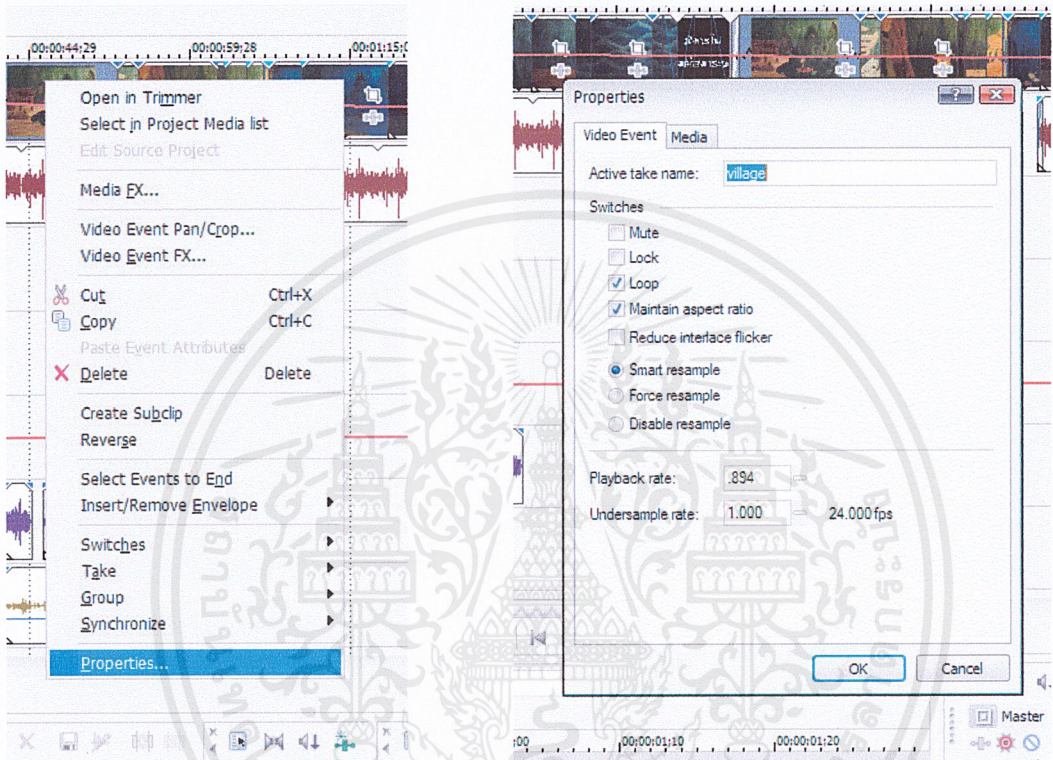 00:00:44;29 00:00:59;28 00:01:15;0
Open in Trimmer
Select in Project Media list
Edit Source Project
Media FX...
Video Event Pan/Crop...
Video Event FX...
Cut Ctrl+X
Copy Ctrl+C
Paste Event Attributes
Delete Delete
Create Subclip
Reverse
Select Events to End
Insert/Remove Envelope
Switches
Take
Group
Synchronize
Properties...
Properties
Video Event Media
Active take name: village
Switches
Mute
Lock
Loop
Maintain aspect ratio
Reduce interlace flicker
Smart resample
Force resample
Disable resample
Playback rate: .894
Undersample rate: 1.000 24.000 fps
OK Cancel
Master
:00 00:00:01;10 00:00:01;20